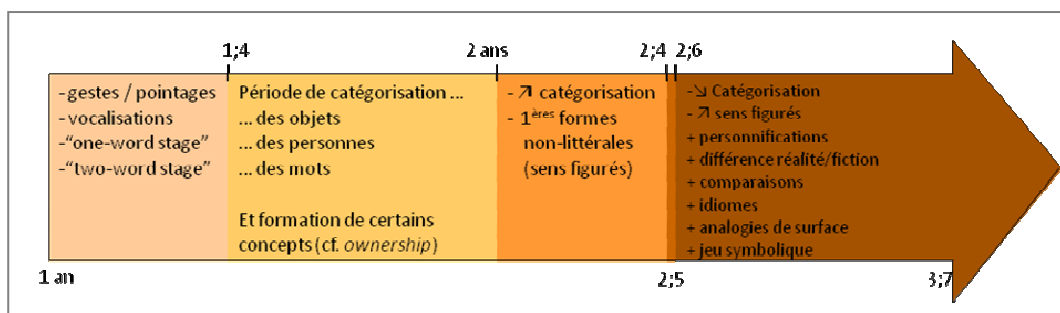 1;4
2 ans
2;4
2;6
-gestes / pointages
-vocalisations
-"one-word stage"
-"two-word stage"
Période de catégorisation ...
... des objets
... des personnes
... des mots
Et formation de certains
concepts (cf. ownership)
- ↗ catégorisation
- 1ères formes
non-littérales
(sens figurés)
-↘ Catégorisation
- ↗ sens figurés
+ personnifications
+ différence réalité/fiction
+ comparaisons
+ idiomes
+ analogies de surface
+ jeu symbolique
1 an
2;5
3;7